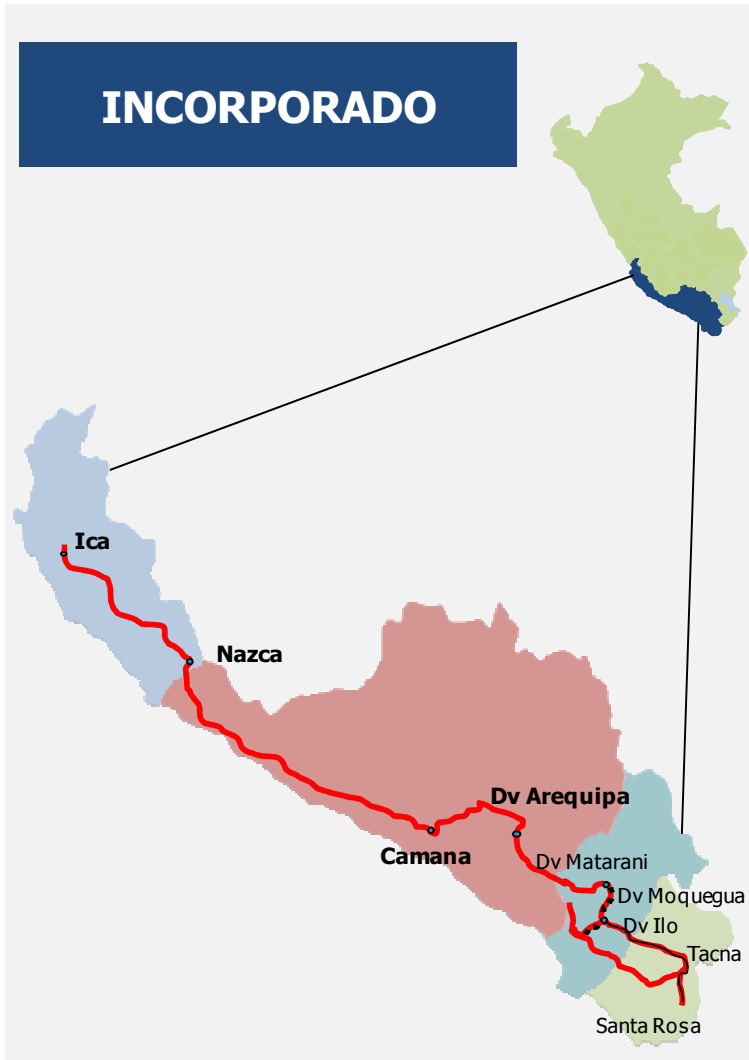 INCORPORADO
Ica
Nazca
Dv Arequipa
Camana
Dv Matarani
Dv Moquegua
Dv Ilo
Tacna
Santa Rosa